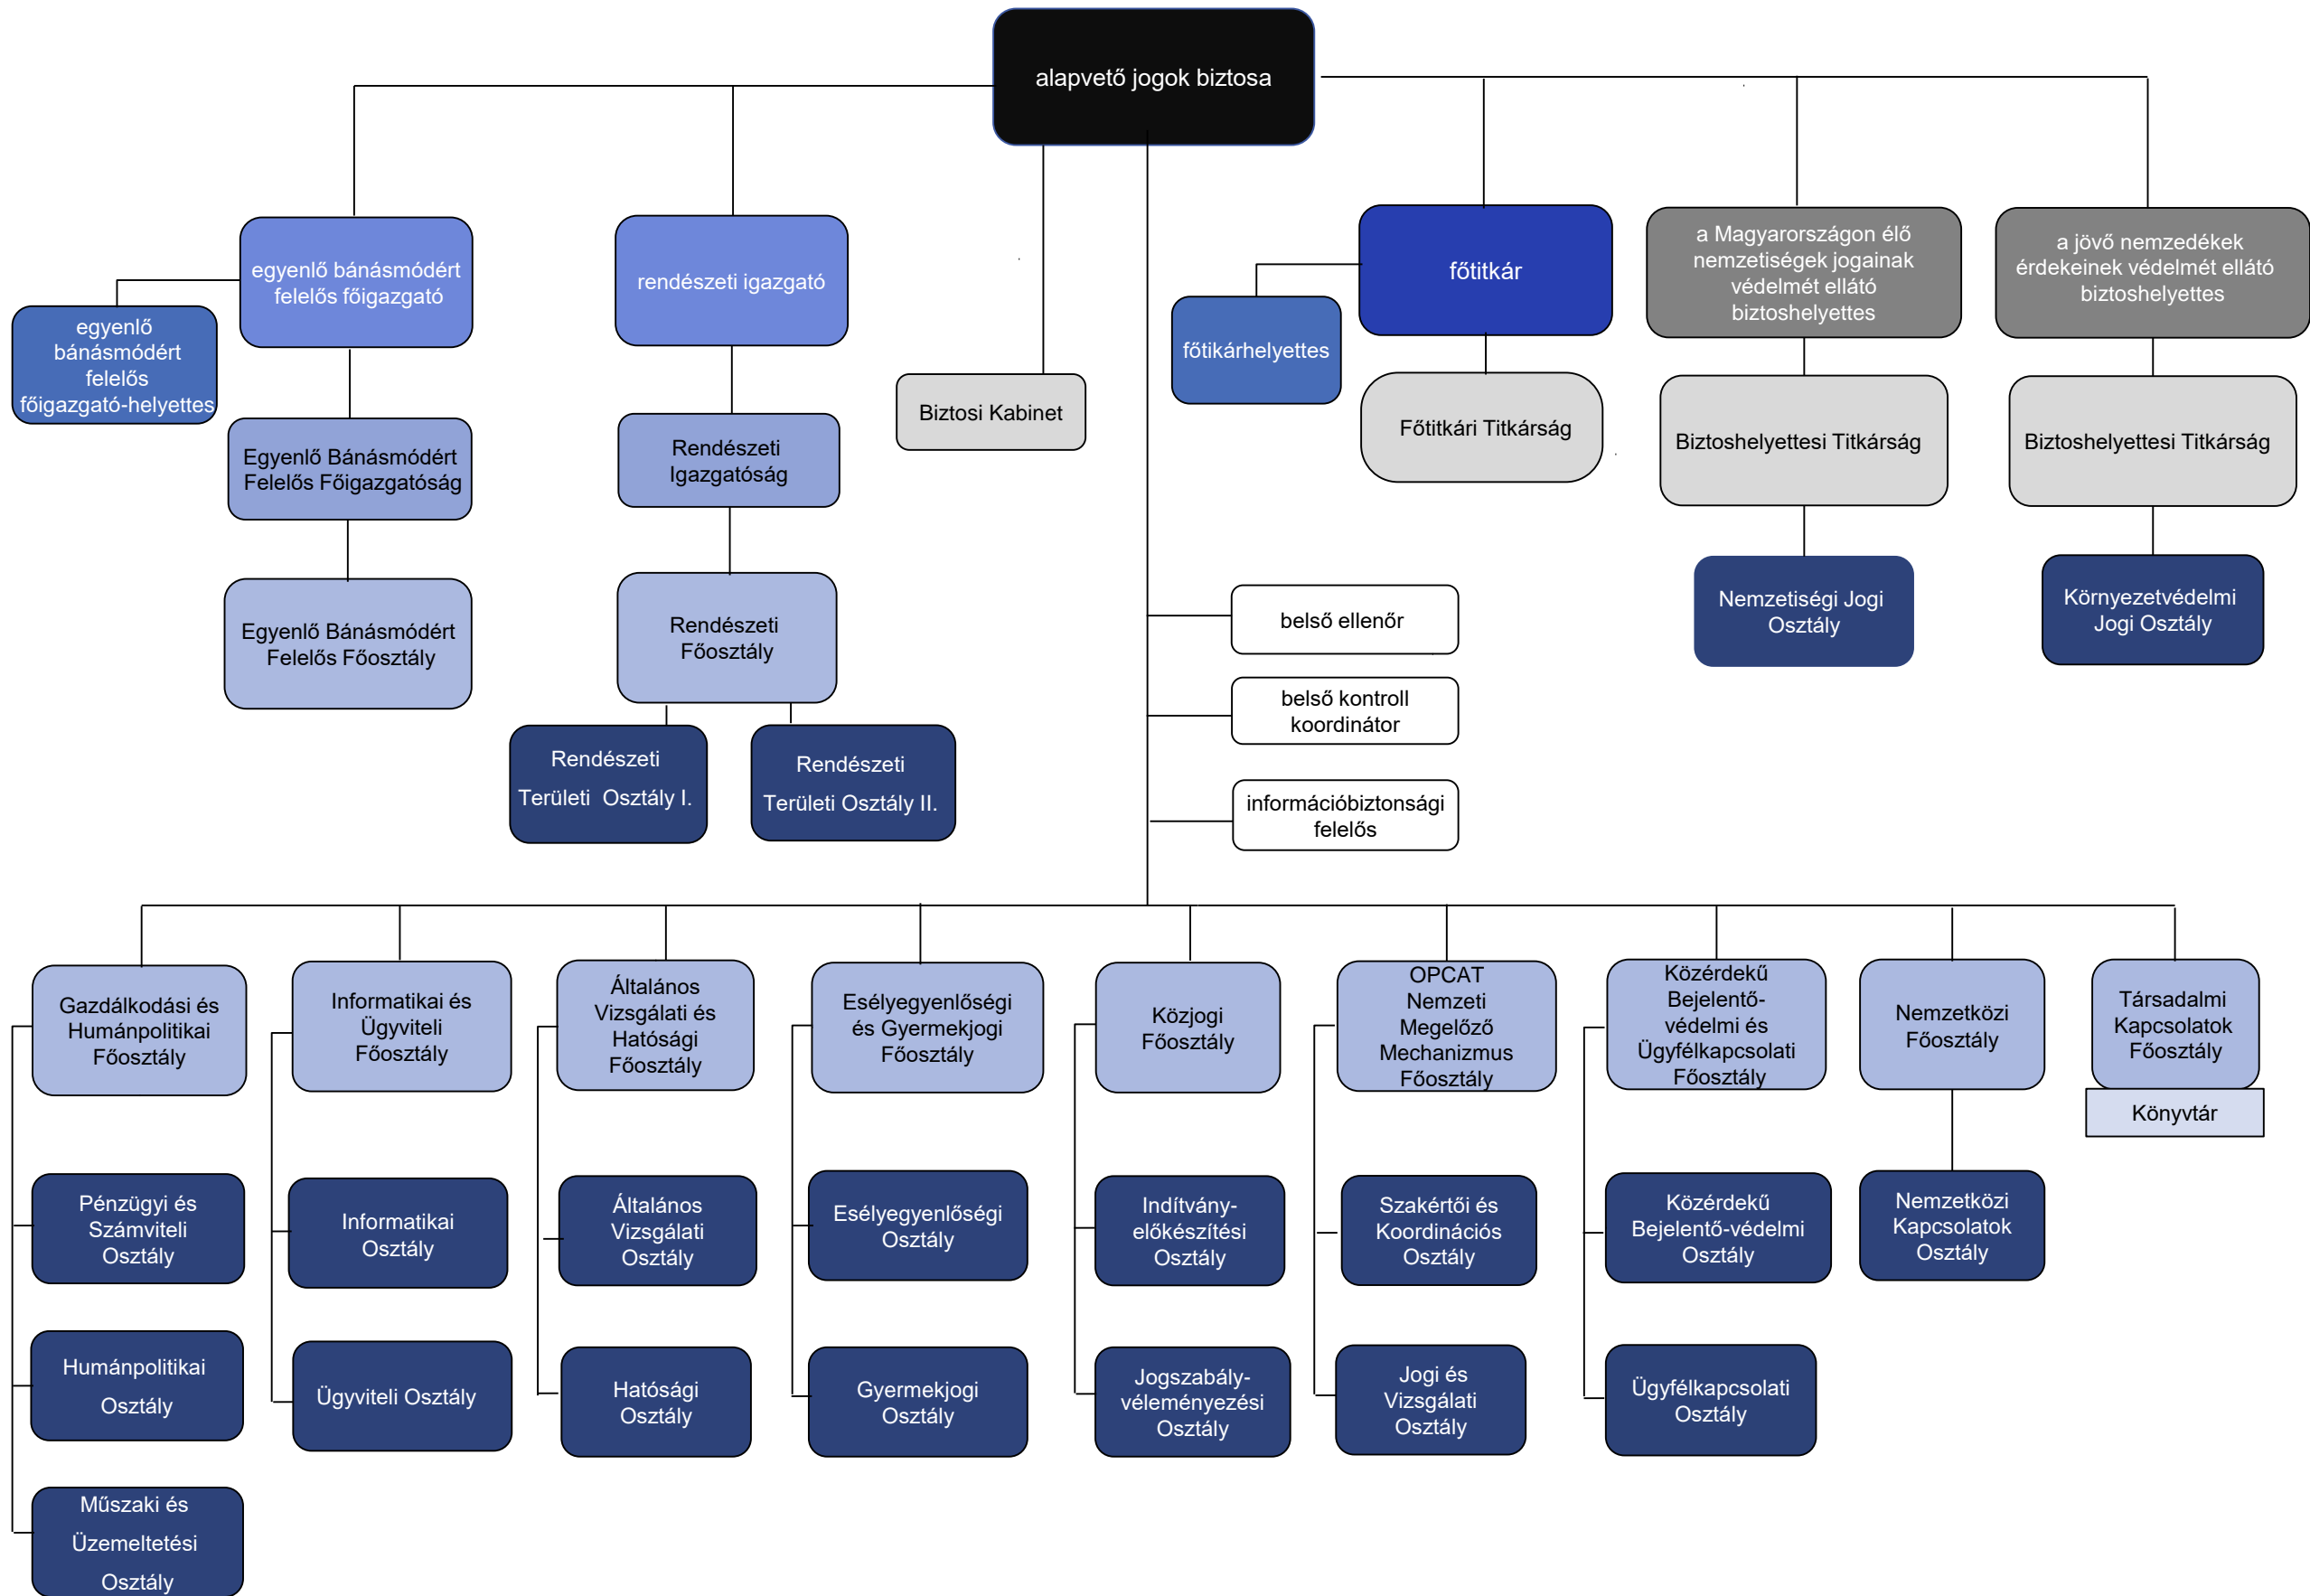 alapvető jogok biztosa
egyenlő bánásmódért
felelős főigazgató
rendészeti igazgató
főtitkár
a Magyarországon élő
nemzetiségek jogainak
védelmét ellátó
biztoshelyettes
a jövő nemzedékek
érdekeinek védelmét ellátó
biztoshelyettes
egyenlő
bánásmódért
felelős
főigazgató-helyettes
főtikárhelyettes
Biztosi Kabinet
Főtitkári Titkárság
Biztoshelyettesi Titkárság
Biztoshelyettesi Titkárság
Egyenlő Bánásmódért
Felelős Főigazgatóság
Rendészeti
Igazgatóság
Nemzetiségi Jogi
Osztály
Környezetvédelmi
Jogi Osztály
Egyenlő Bánásmódért
Felelős Főosztály
Rendészeti
Főosztály
belső ellenőr
belső kontroll
koordinátor
információbiztonsági
felelős
Rendészeti
Területi  Osztály I.
Rendészeti
Területi Osztály II.
Gazdálkodási és
Humánpolitikai
Főosztály
Informatikai és
Ügyviteli
Főosztály
Általános
Vizsgálati és
Hatósági
Főosztály
Esélyegyenlőségi
és Gyermekjogi
Főosztály
Közjogi
Főosztály
OPCAT
Nemzeti
Megelőző
Mechanizmus
Főosztály
Közérdekű
Bejelentő-
védelmi és
Ügyfélkapcsolati
Főosztály
Nemzetközi
Főosztály
Társadalmi
Kapcsolatok
Főosztály
Könyvtár
Pénzügyi és
Számviteli
Osztály
Informatikai
Osztály
Általános
Vizsgálati
Osztály
Esélyegyenlőségi
Osztály
Indítvány-
előkészítési
Osztály
Szakértői és
Koordinációs
Osztály
Közérdekű
Bejelentő-védelmi
Osztály
Nemzetközi
Kapcsolatok
Osztály
Humánpolitikai
Osztály
Ügyviteli Osztály
Hatósági
Osztály
Gyermekjogi
Osztály
Jogszabály-
véleményezési
Osztály
Jogi és
Vizsgálati
Osztály
Ügyfélkapcsolati
Osztály
Műszaki és
Üzemeltetési
Osztály